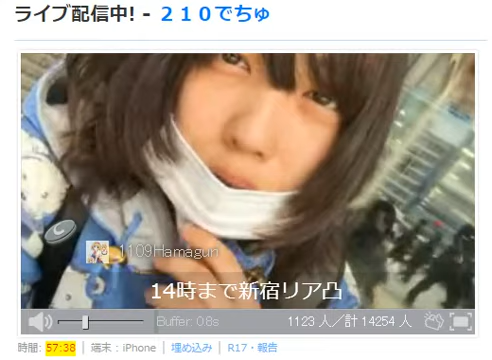 ライブ配信中! - ２１０でちゅ
1109Hamaguri
14時まで新宿リア凸
Buffer: 0.8s 1123 人／計 14254 人
時間: 57:38 | 端末：iPhone | 埋め込み | R17・報告